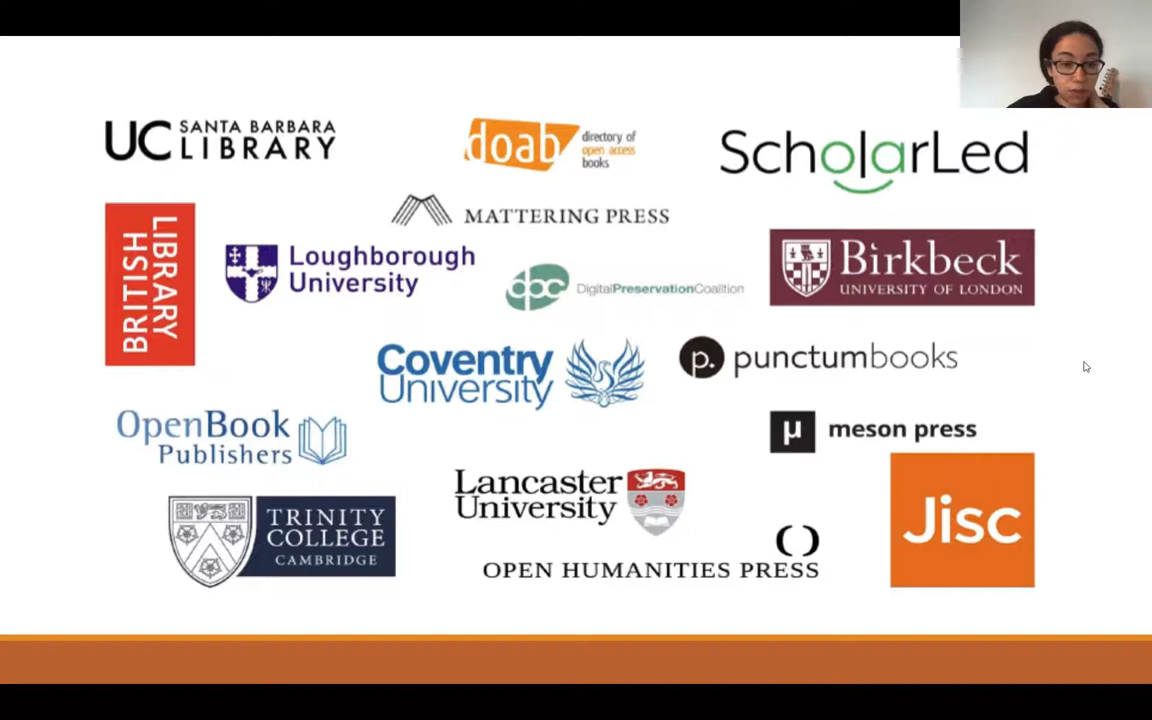 UC SANTA BARBARA
LIBRARY
doab directory of
open access
books
ScholarLed
MATTERING PRESS
BRITISH
LIBRARY
Loughborough
University
dpc DigitalPreservationCoalition
Birkbeck
UNIVERSITY OF LONDON
Coventry
University
p. punctumbooks
OpenBook
Publishers
µ meson press
Lancaster
University
Jisc
TRINITY
COLLEGE
CAMBRIDGE
OPEN HUMANITIES PRESS